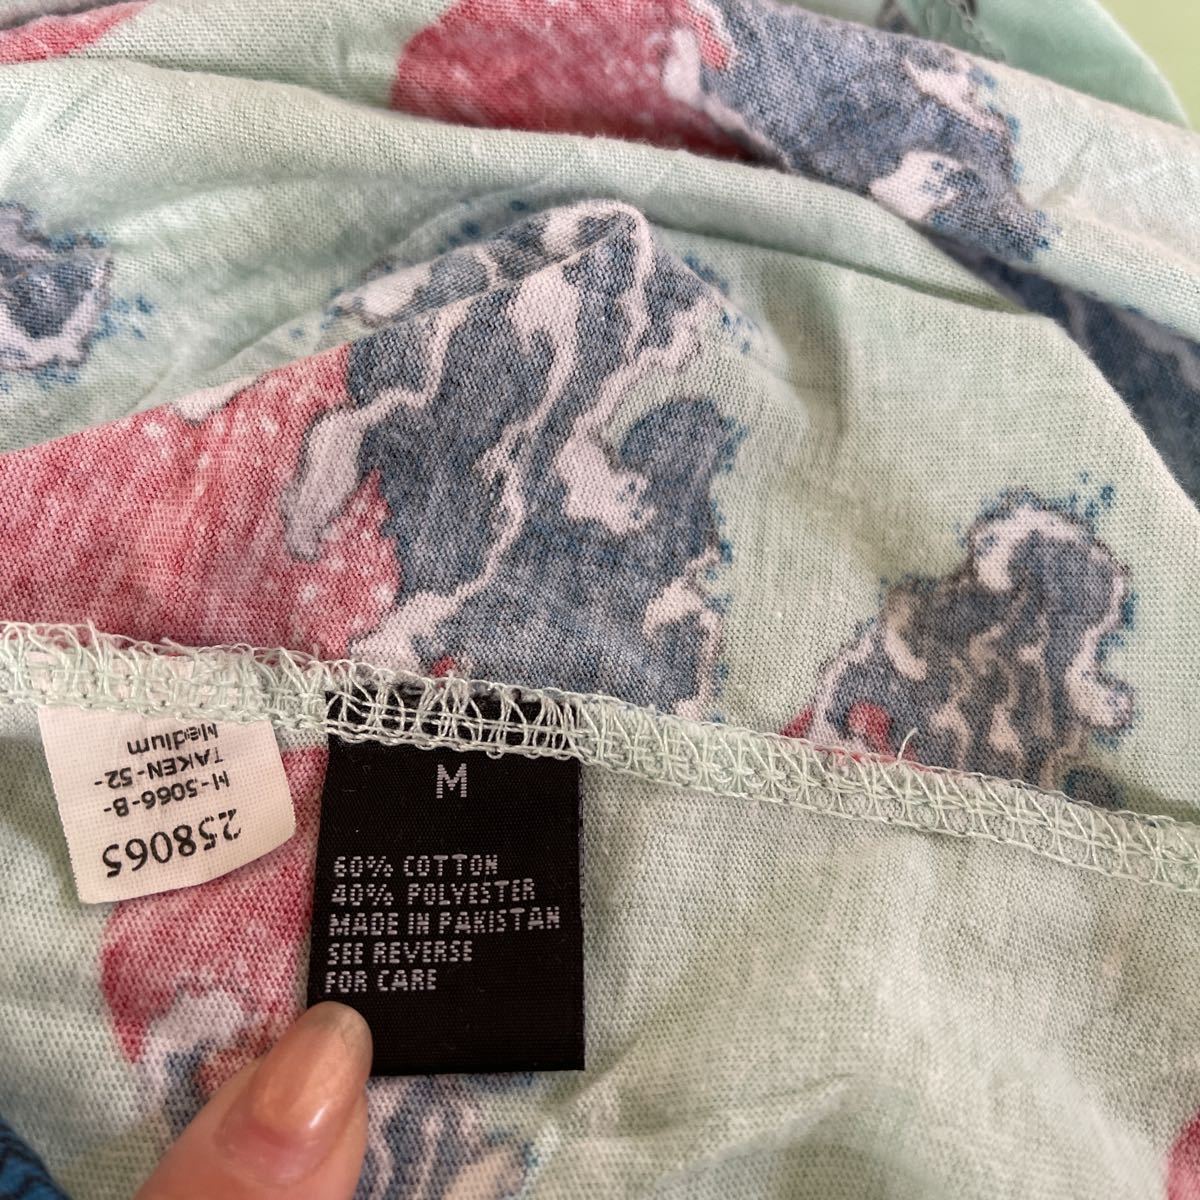 M
60% COTTON
40% POLYESTER
MADE IN PAKISTAN
SEE REVERSE
FOR CARE
258065
H-5066-B-
TAKEN-52-
Medium